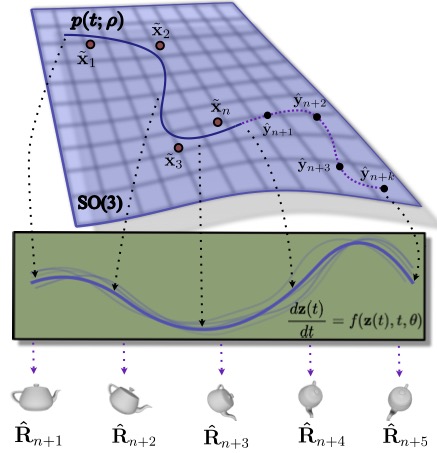 p(t; ρ)
x̃₁
x̃₂
x̃₃
x̃ₙ
ŷₙ₊₁
ŷₙ₊₂
ŷₙ₊₃
ŷₙ₊ₖ
SO(3)
dz(t)/dt = f(z(t), t, θ)
R̂ₙ₊₁ R̂ₙ₊₂ R̂ₙ₊₃ R̂ₙ₊₄ R̂ₙ₊₅